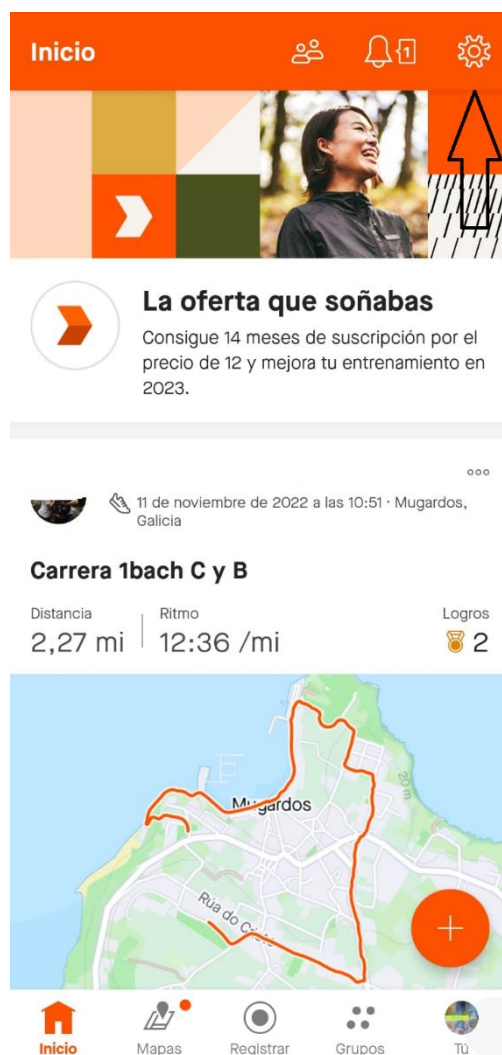 Inicio
1
La oferta que soñabas
Consigue 14 meses de suscripción por el
precio de 12 y mejora tu entrenamiento en
2023.
11 de noviembre de 2022 a las 10:51 · Mugardos,
Galicia
Carrera 1bach C y B
Distancia
Ritmo
Logros
2,27 mi
12:36 /mi
2
20 m
Mugardos
Rúa do
Inicio
Mapas
Registrar
Grupos
Tú